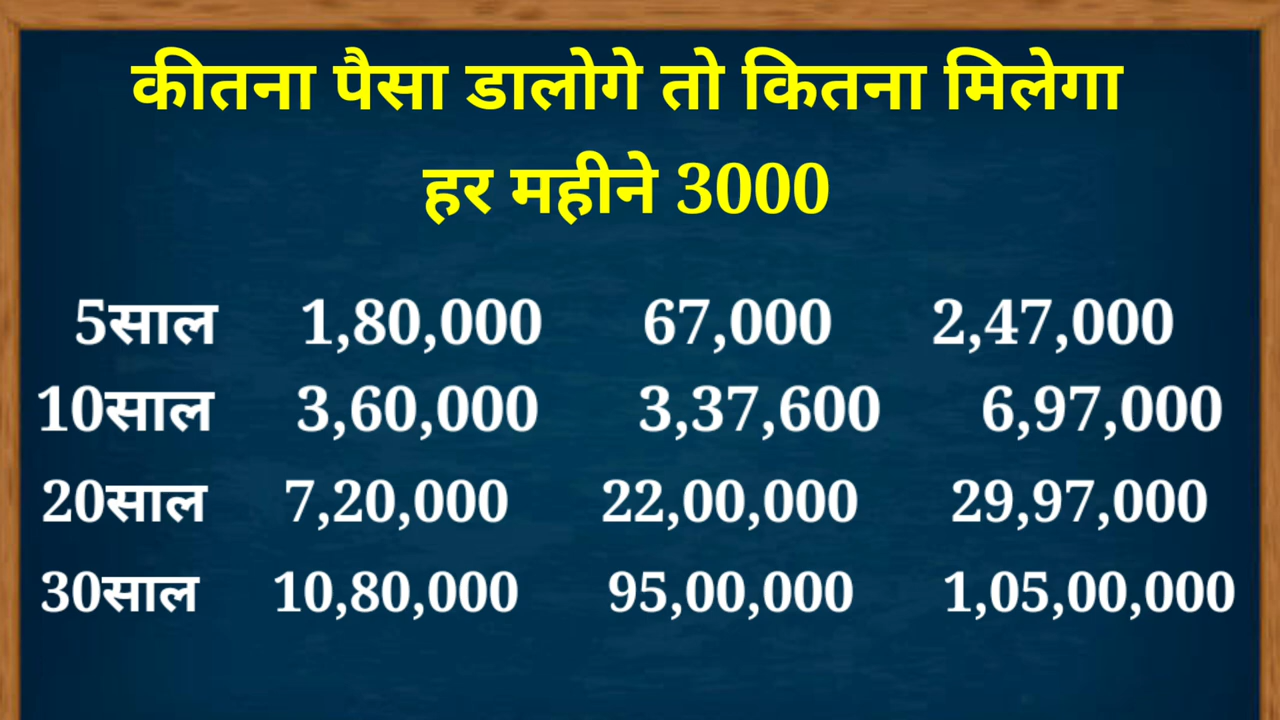 कीतना पैसा डालोगे तो कितना मिलेगा
हर महीने 3000
5साल 1,80,000 67,000 2,47,000
10साल 3,60,000 3,37,600 6,97,000
20साल 7,20,000 22,00,000 29,97,000
30साल 10,80,000 95,00,000 1,05,00,000